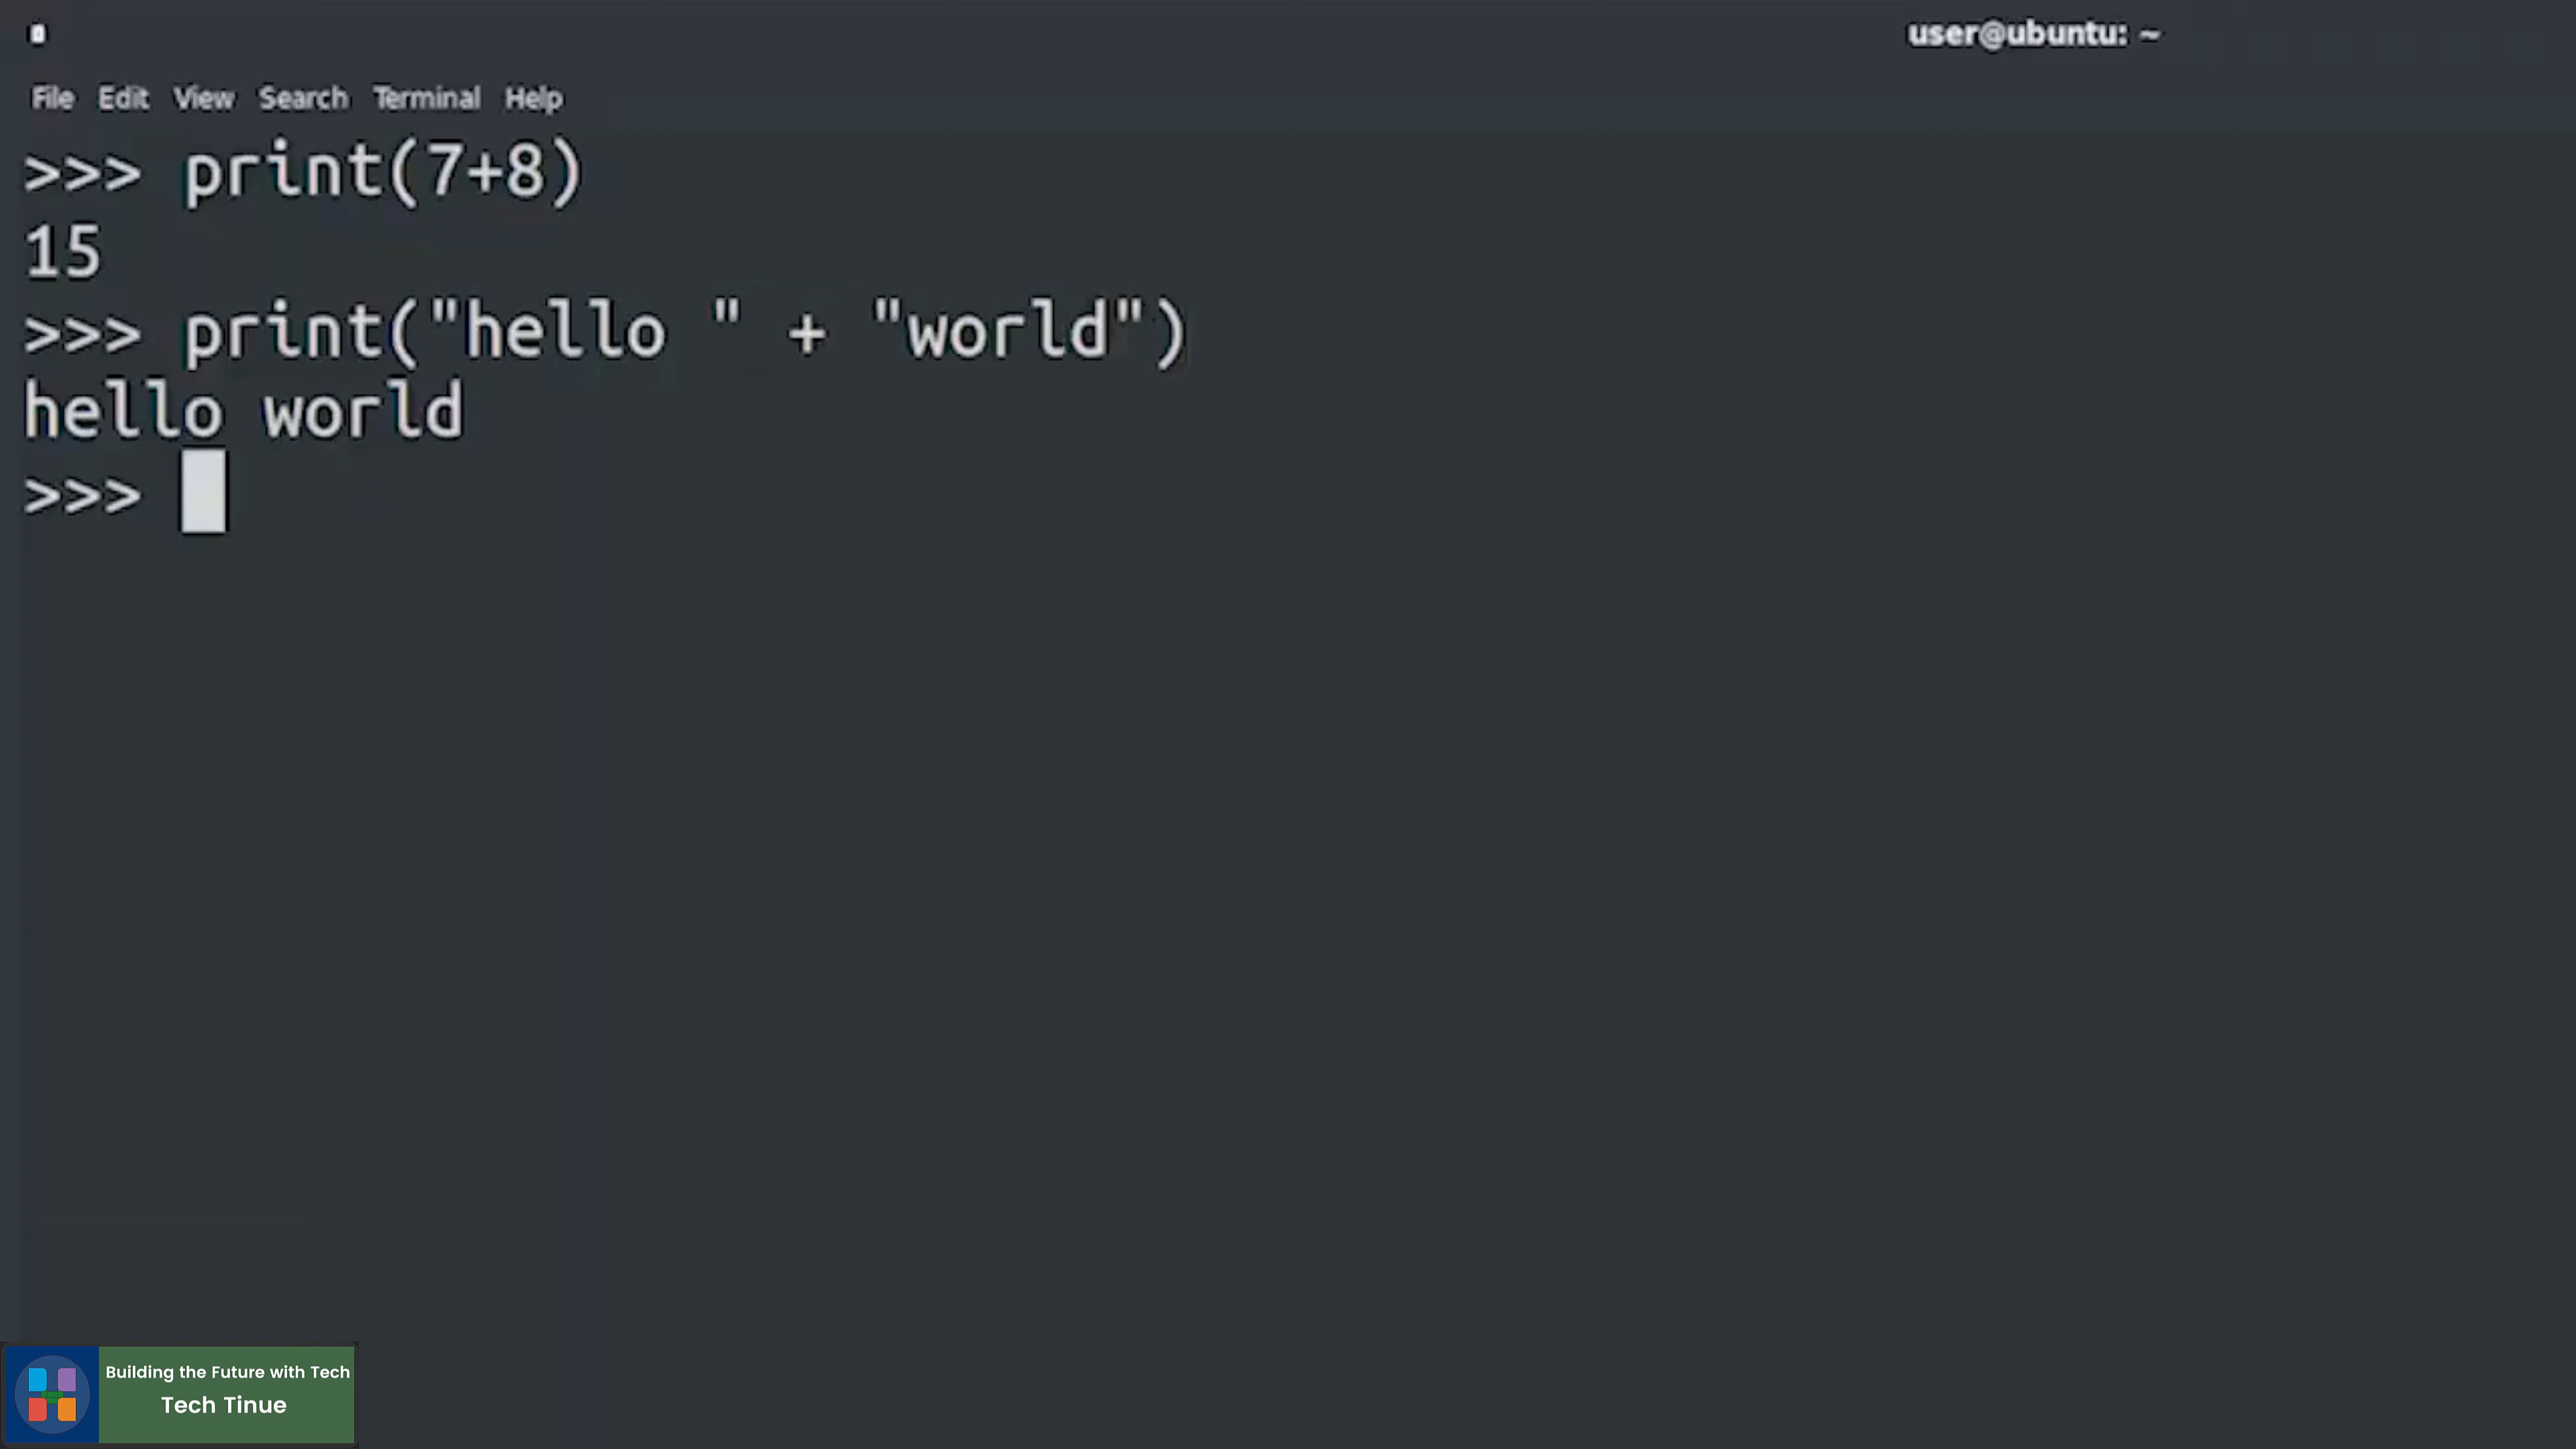 user@ubuntu: ~
File Edit View Search Terminal Help
>>> print(7+8)
15
>>> print("hello " + "world")
hello world
>>>
Building the Future with Tech
Tech Tinue